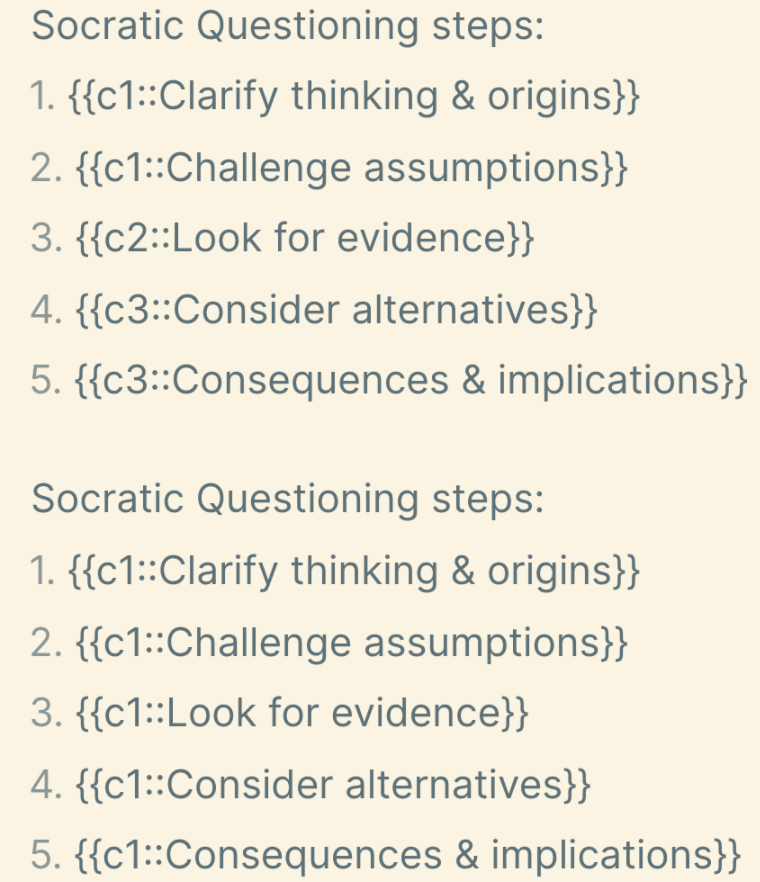 Socratic Questioning steps:
1. {{c1::Clarify thinking & origins}}
2. {{c1::Challenge assumptions}}
3. {{c2::Look for evidence}}
4. {{c3::Consider alternatives}}
5. {{c3::Consequences & implications}}
Socratic Questioning steps:
1. {{c1::Clarify thinking & origins}}
2. {{c1::Challenge assumptions}}
3. {{c1::Look for evidence}}
4. {{c1::Consider alternatives}}
5. {{c1::Consequences & implications}}